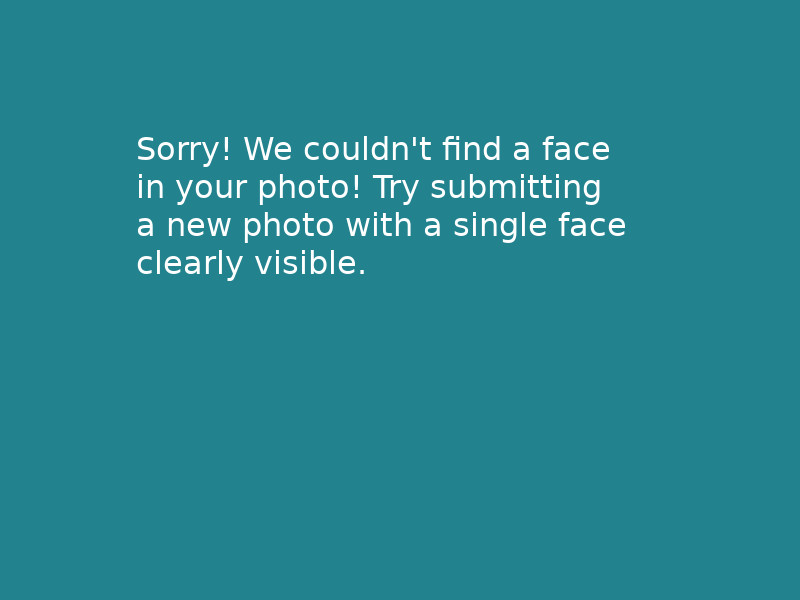 Sorry! We couldn't find a face
in your photo! Try submitting
a new photo with a single face
clearly visible.